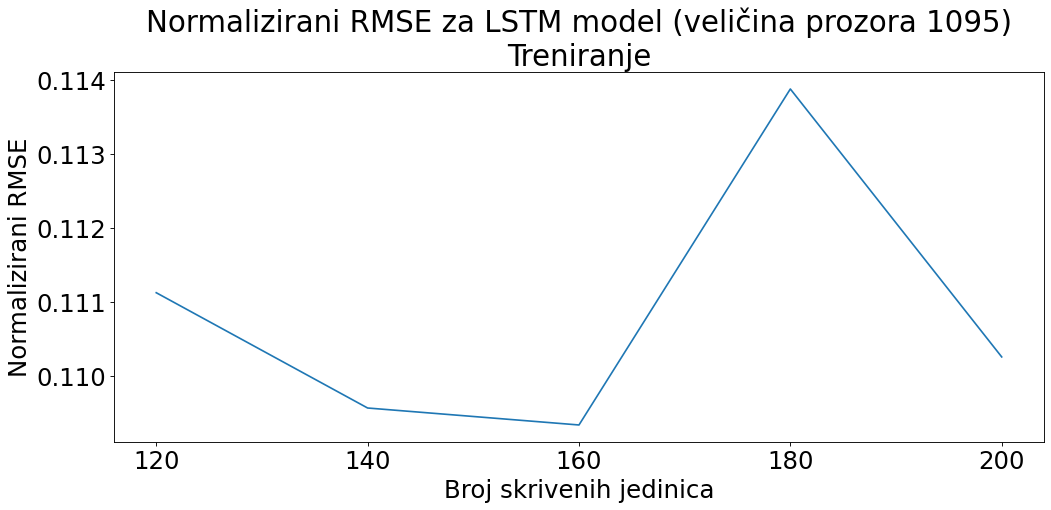 Normalizirani RMSE za LSTM model (veličina prozora 1095)
Treniranje
Normalizirani RMSE
0.114
0.113
0.112
0.111
0.110
120 140 160 180 200
Broj skrivenih jedinica